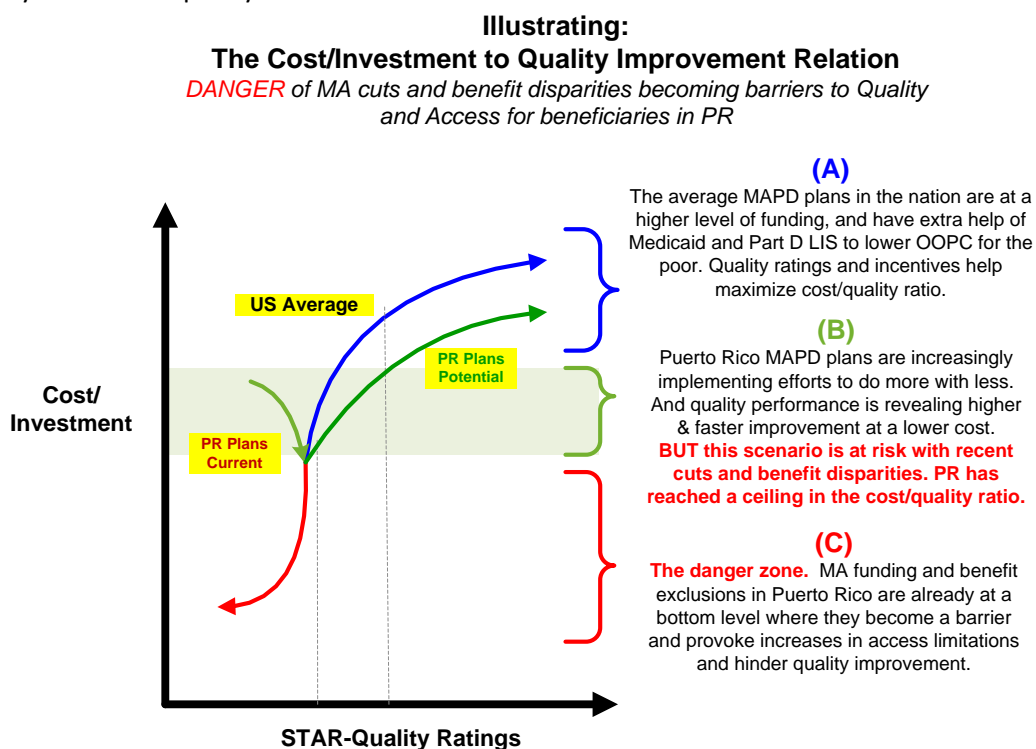 Illustrating:
The Cost/Investment to Quality Improvement Relation
DANGER of MA cuts and benefit disparities becoming barriers to Quality
and Access for beneficiaries in PR
(A)
The average MAPD plans in the nation are at a
higher level of funding, and have extra help of
Medicaid and Part D LIS to lower OOPC for the
poor. Quality ratings and incentives help
maximize cost/quality ratio.
US Average
(B)
PR Plans
Potential
Puerto Rico MAPD plans are increasingly
implementing efforts to do more with less.
And quality performance is revealing higher
& faster improvement at a lower cost.
BUT this scenario is at risk with recent
cuts and benefit disparities. PR has
reached a ceiling in the cost/quality ratio.
Cost/
Investment
PR Plans
Current
(C)
The danger zone. MA funding and benefit
exclusions in Puerto Rico are already at a
bottom level where they become a barrier
and provoke increases in access limitations
and hinder quality improvement.
STAR-Quality Ratings